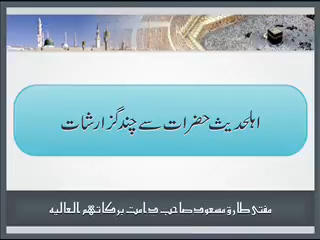 اہلحدیث حضرات سے چند گزارشات
مفتی طارق مسعود صاحب دامت برکاتہم العالیہ